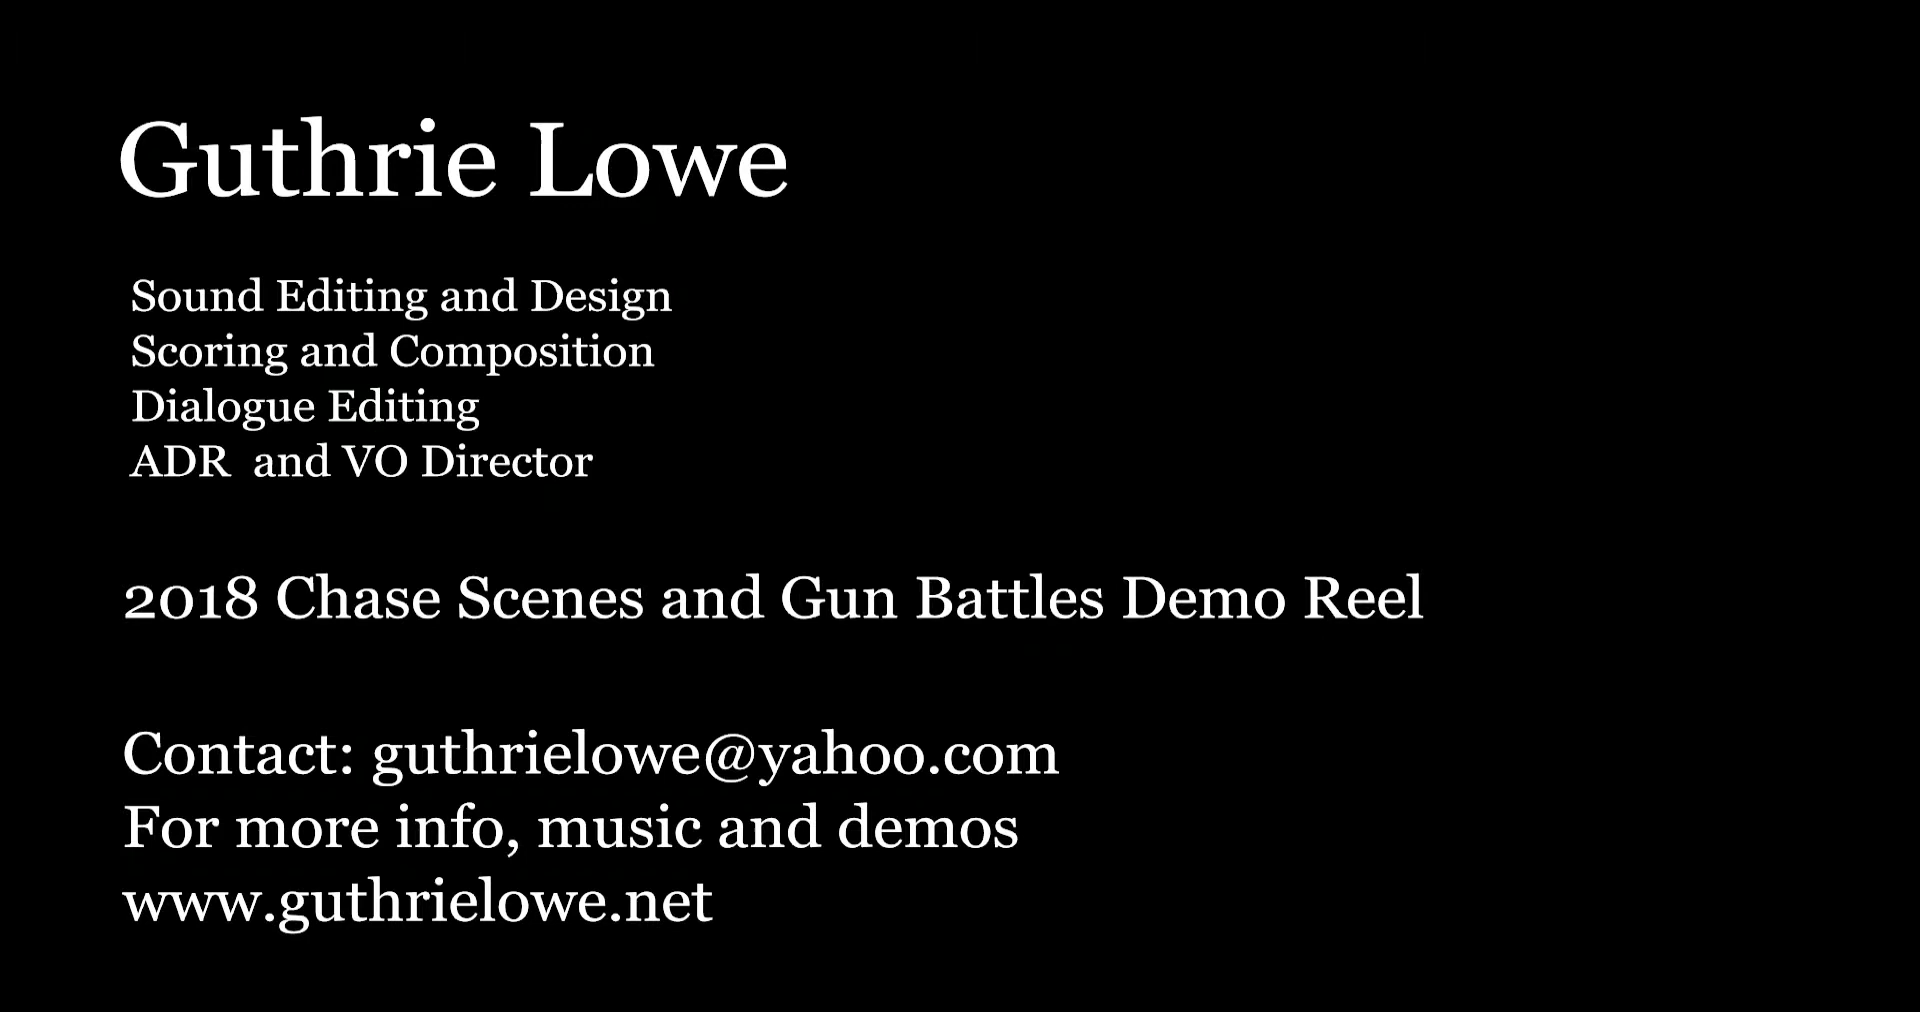 Guthrie Lowe
Sound Editing and Design
Scoring and Composition
Dialogue Editing
ADR  and VO Director
2018 Chase Scenes and Gun Battles Demo Reel
Contact: guthrielowe@yahoo.com
For more info, music and demos
www.guthrielowe.net